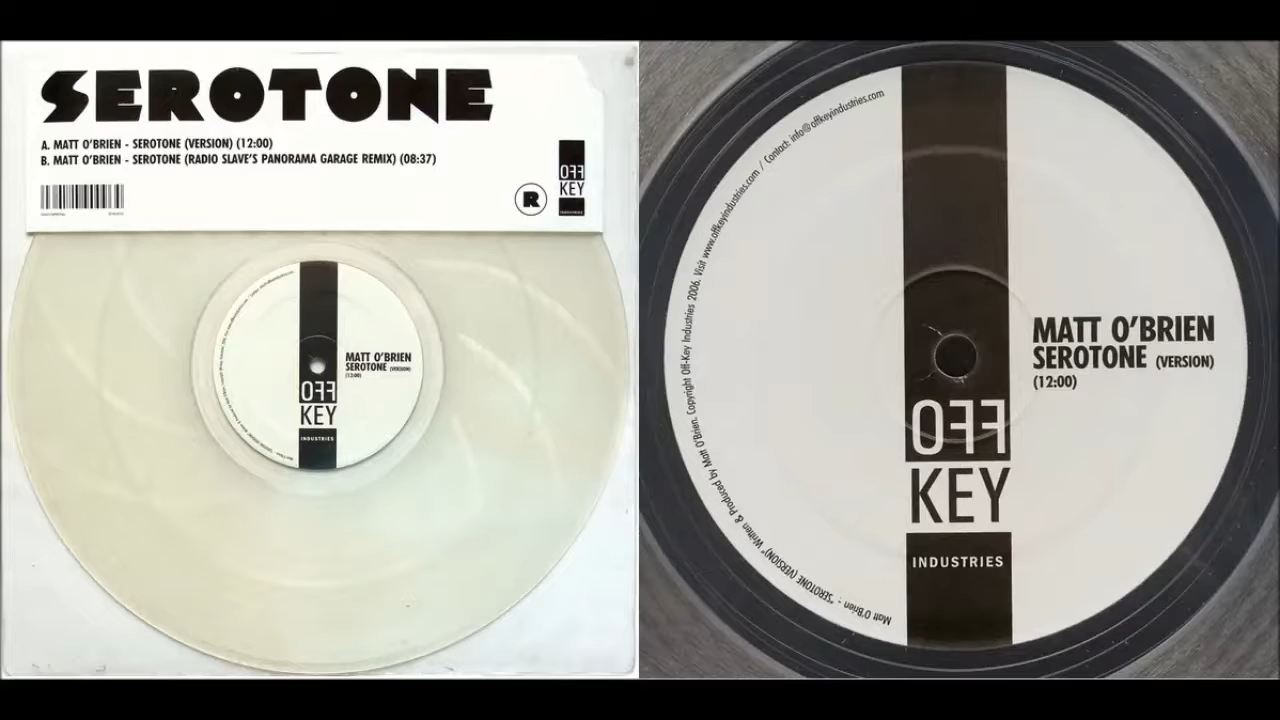 SEROTONE
A. MATT O'BRIEN - SEROTONE (VERSION) (12:00)
B. MATT O'BRIEN - SEROTONE (RADIO SLAVE'S PANORAMA GARAGE REMIX) (08:37)
R
OFF
KEY
INDUSTRIES
MATT O'BRIEN
SEROTONE (VERSION)
(12:00)
OFF
KEY
INDUSTRIES
Matt O'Brien - "SEROTONE (VERSION)" Written & Produced by Matt O'Brien. Copyright Off-Key Industries 2006. Visit www.offkeyindustries.com / Contact: info@offkeyindustries.com
MATT O'BRIEN
SEROTONE (VERSION)
(12:00)
OFF
KEY
INDUSTRIES